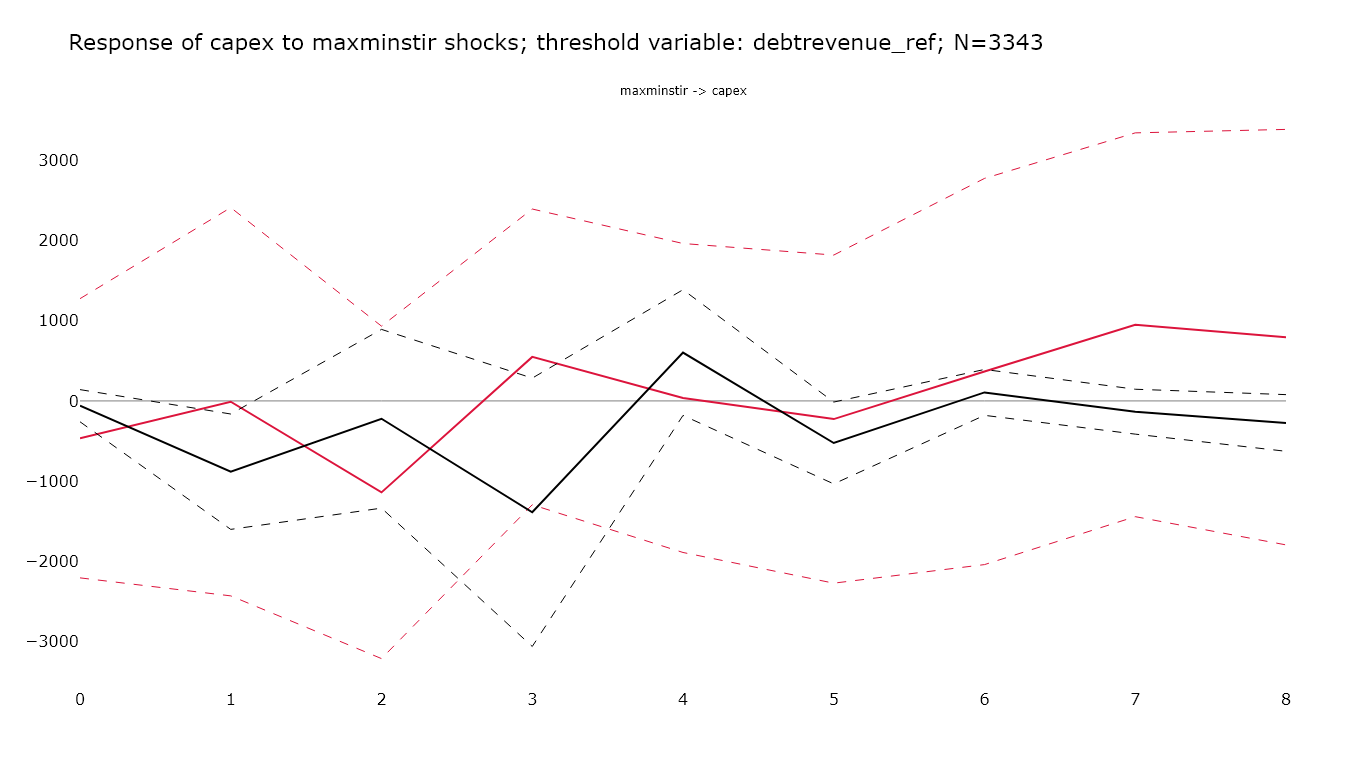 Response of capex to maxminstir shocks; threshold variable: debtrevenue_ref; N=3343
maxminstir -> capex
3000
2000
1000
0
−1000
−2000
−3000
0 1 2 3 4 5 6 7 8